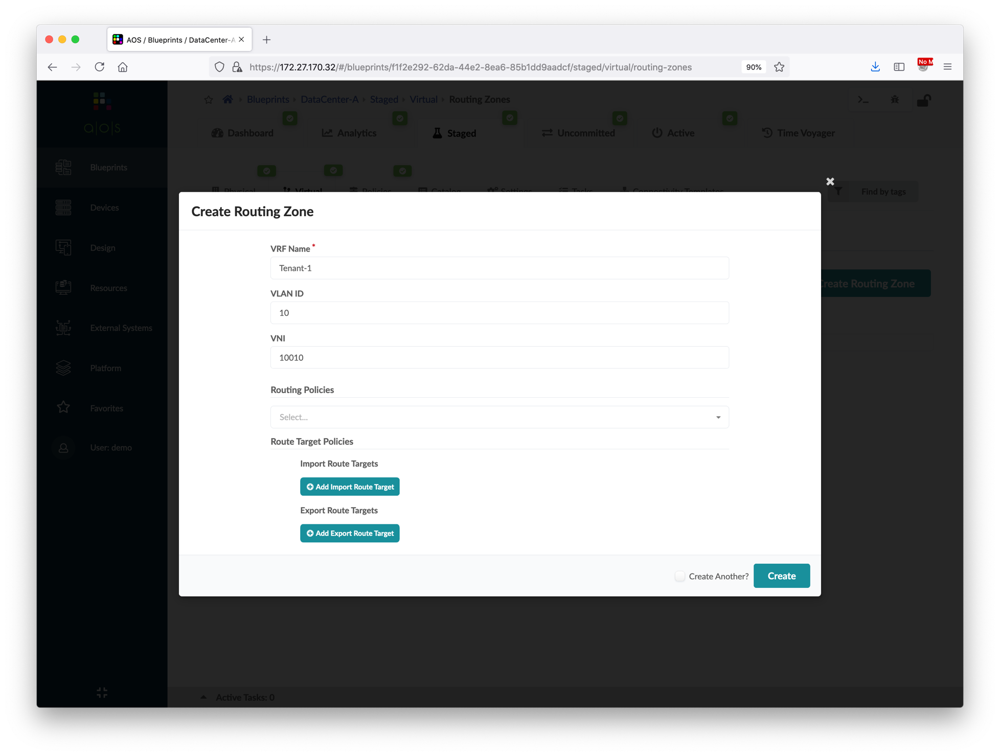 AOS / Blueprints / DataCenter-A
https://172.27.170.32/#/blueprints/f1f2e292-62da-44e2-8ea6-85b1dd9aadcf/staged/virtual/routing-zones
90%
No M
a|o|s
Blueprints
DataCenter-A
Staged
Virtual
Routing Zones
Dashboard
Analytics
Staged
Uncommitted
Active
Time Voyager
Blueprints
Devices
Design
Resources
External Systems
Platform
Favorites
User: demo
Physical
Virtual
Policies
Catalog
Settings
Tasks
Connectivity Templates
Find by tags
Create Routing Zone
Create Routing Zone
VRF Name *
Tenant-1
VLAN ID
10
VNI
10010
Routing Policies
Select...
Route Target Policies
Import Route Targets
Add Import Route Target
Export Route Targets
Add Export Route Target
Create Another?
Create
Active Tasks: 0